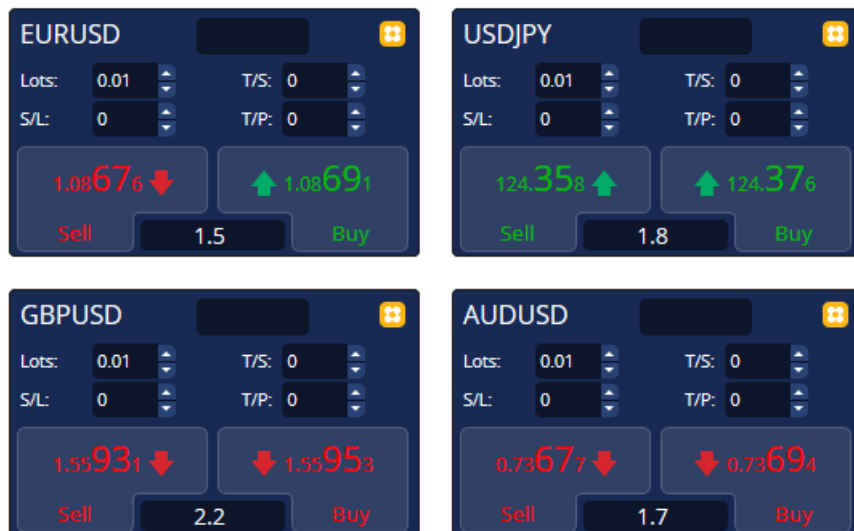 EURUSD
Lots: 0.01 T/S: 0
S/L: 0 T/P: 0
1.08676 1.08691
Sell 1.5 Buy
USDJPY
Lots: 0.01 T/S: 0
S/L: 0 T/P: 0
124.358 124.376
Sell 1.8 Buy
GBPUSD
Lots: 0.01 T/S: 0
S/L: 0 T/P: 0
1.55931 1.55953
Sell 2.2 Buy
AUDUSD
Lots: 0.01 T/S: 0
S/L: 0 T/P: 0
0.73677 0.73694
Sell 1.7 Buy